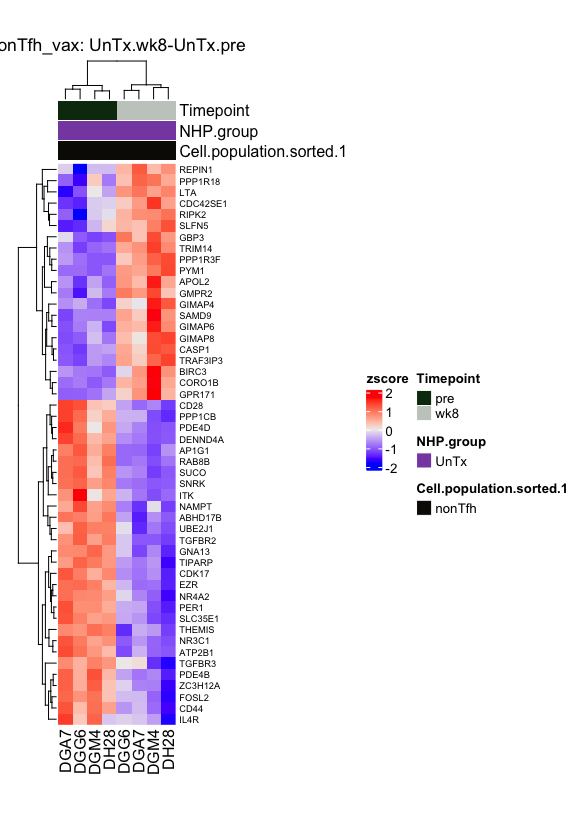 onTfh_vax: UnTx.wk8-UnTx.pre
Timepoint
NHP.group
Cell.population.sorted.1
REPIN1
PPP1R18
LTA
CDC42SE1
RIPK2
SLFN5
GBP3
TRIM14
PPP1R3F
PYM1
APOL2
GMPR2
GIMAP4
SAMD9
GIMAP6
GIMAP8
CASP1
TRAF3IP3
BIRC3
CORO1B
GPR171
CD28
PPP1CB
PDE4D
DENND4A
AP1G1
RAB8B
SUCO
SNRK
ITK
NAMPT
ABHD17B
UBE2J1
TGFBR2
GNA13
TIPARP
CDK17
EZR
NR4A2
PER1
SLC35E1
THEMIS
NR3C1
ATP2B1
TGFBR3
PDE4B
ZC3H12A
FOSL2
CD44
IL4R
DGA7
DGG6
DGM4
DH28
DGG6
DGA7
DGM4
DH28
zscore
2
1
0
-1
-2
Timepoint
pre
wk8
NHP.group
UnTx
Cell.population.sorted.1
nonTfh